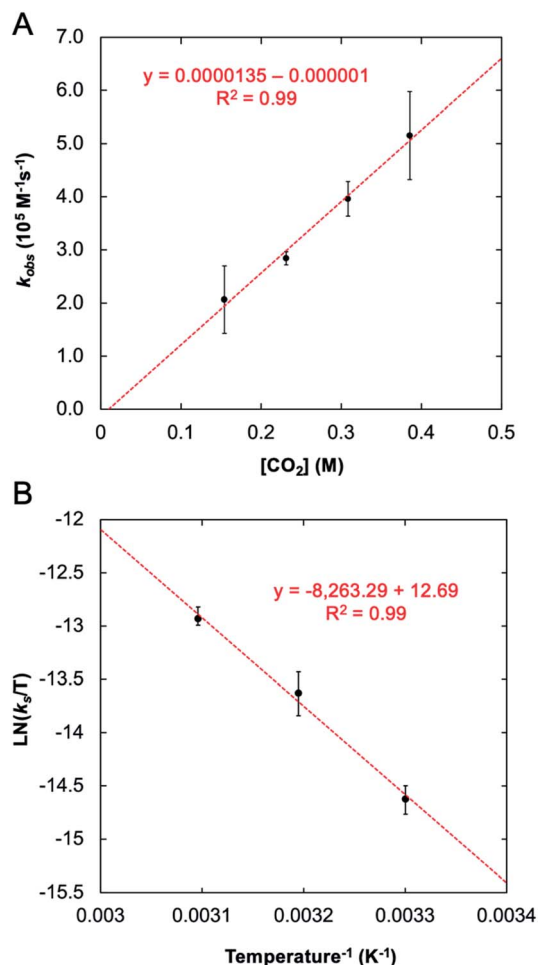 A
7.0
6.0
5.0
4.0
3.0
2.0
1.0
0.0
y = 0.0000135 – 0.000001
R² = 0.99
k_obs (10⁵ M⁻¹s⁻¹)
0 0.1 0.2 0.3 0.4 0.5
[CO₂] (M)
B
-12
-12.5
-13
-13.5
-14
-14.5
-15
-15.5
y = -8,263.29 + 12.69
R² = 0.99
LN(k_s/T)
0.003 0.0031 0.0032 0.0033 0.0034
Temperature⁻¹ (K⁻¹)